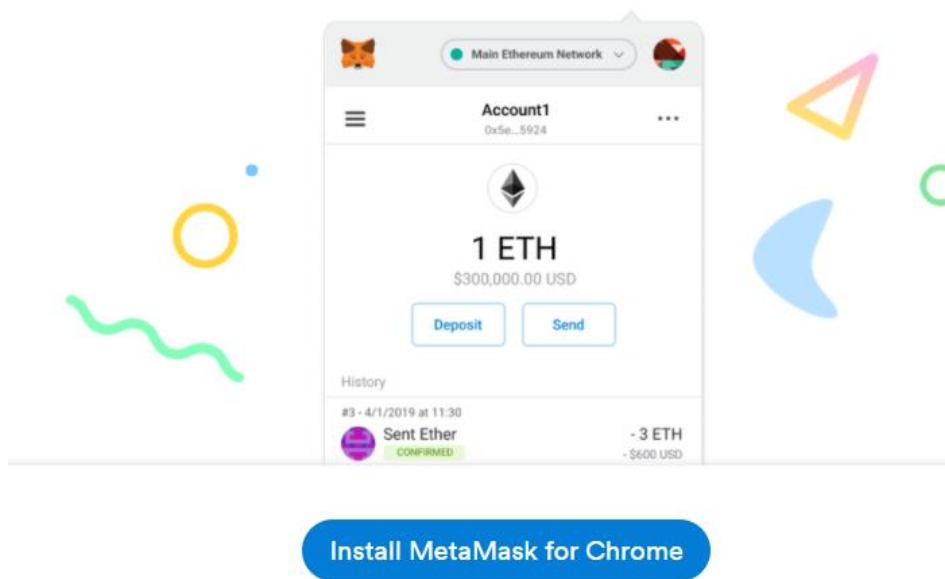 Main Ethereum Network
Account1
0x5e...5924
1 ETH
$300,000.00 USD
Deposit Send
History
#3 - 4/1/2019 at 11:30
Sent Ether - 3 ETH
CONFIRMED - $600 USD
Install MetaMask for Chrome